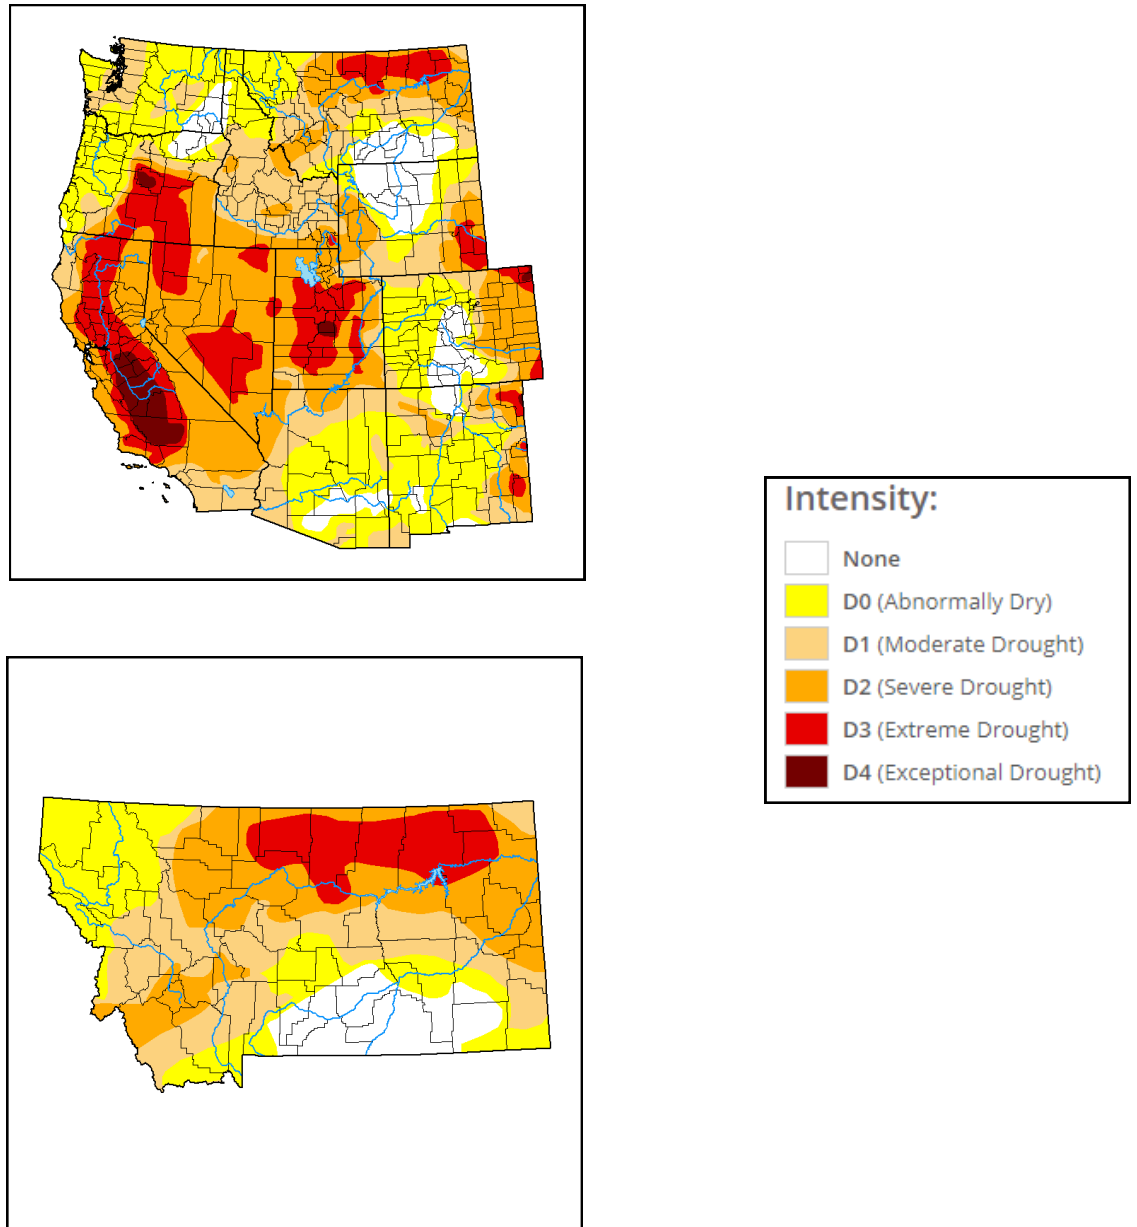 Intensity:
None
D0 (Abnormally Dry)
D1 (Moderate Drought)
D2 (Severe Drought)
D3 (Extreme Drought)
D4 (Exceptional Drought)